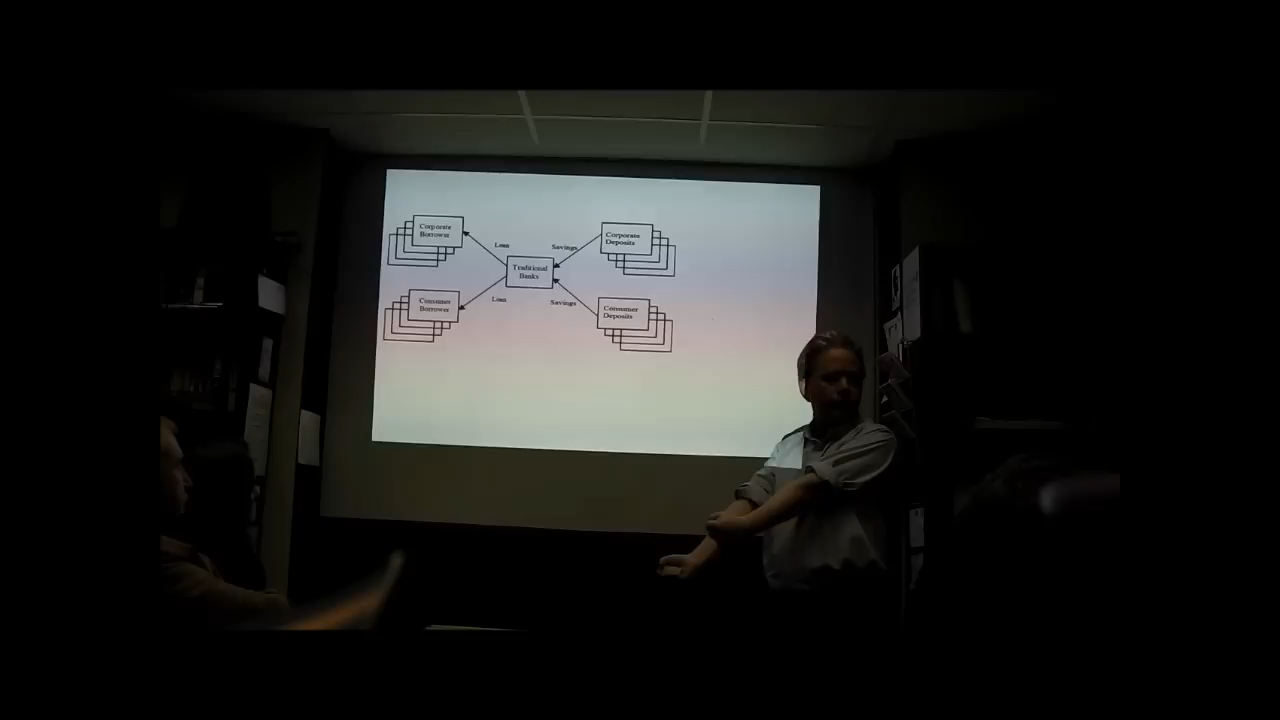 Corporate
Borrower
Loan
Savings
Corporate
Deposits
Traditional
Banks
Consumer
Borrower
Loan
Savings
Consumer
Deposits